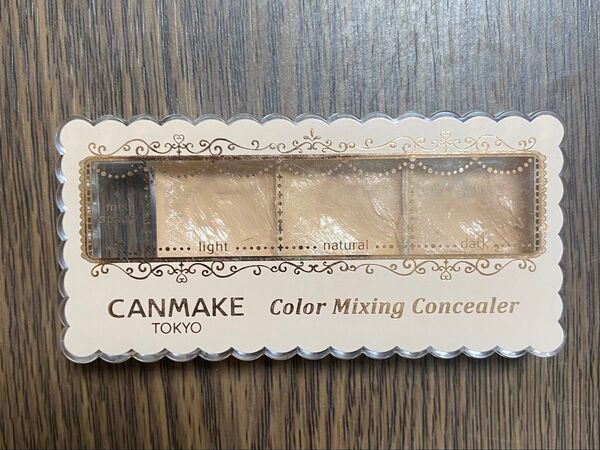 light natural dark
CANMAKE
TOKYO
Color Mixing Concealer